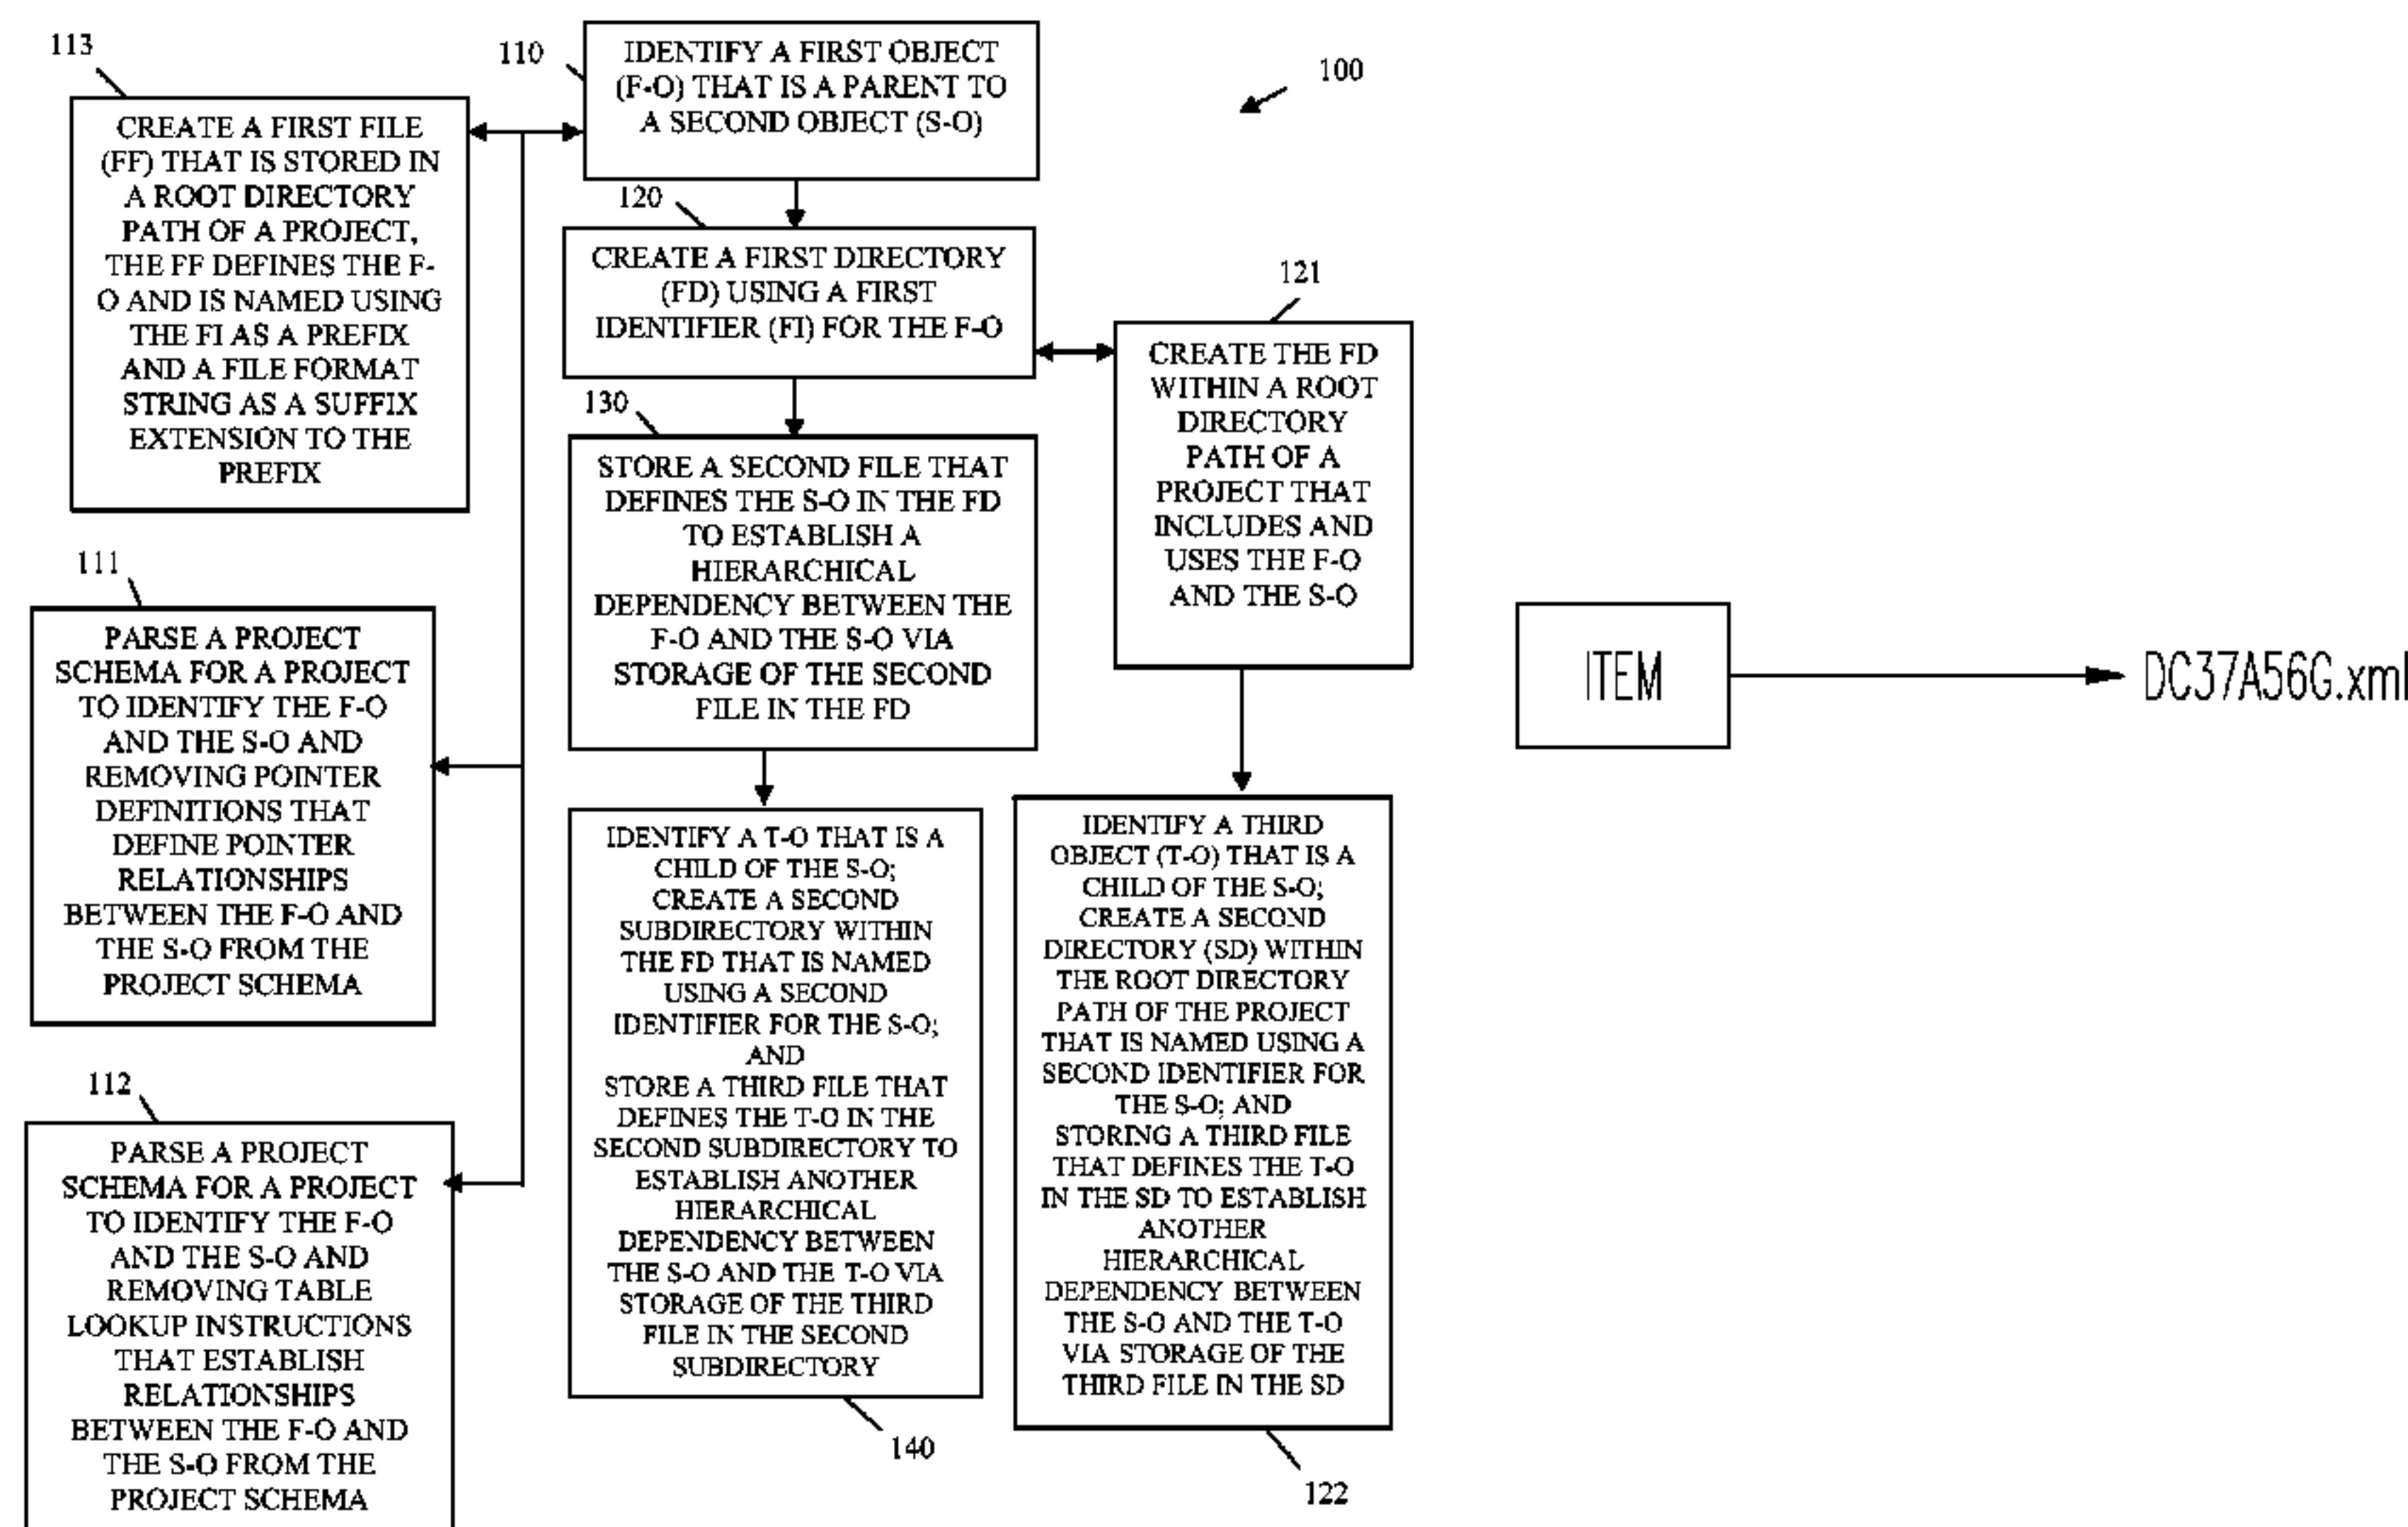 113
CREATE A FIRST FILE
(FF) THAT IS STORED IN
A ROOT DIRECTORY
PATH OF A PROJECT,
THE FF DEFINES THE F-
O AND IS NAMED USING
THE FI AS A PREFIX
AND A FILE FORMAT
STRING AS A SUFFIX
EXTENSION TO THE
PREFIX
111
PARSE A PROJECT
SCHEMA FOR A PROJECT
TO IDENTIFY THE F-O
AND THE S-O AND
REMOVING POINTER
DEFINITIONS THAT
DEFINE POINTER
RELATIONSHIPS
BETWEEN THE F-O AND
THE S-O FROM THE
PROJECT SCHEMA
112
PARSE A PROJECT
SCHEMA FOR A PROJECT
TO IDENTIFY THE F-O
AND THE S-O AND
REMOVING TABLE
LOOKUP INSTRUCTIONS
THAT ESTABLISH
RELATIONSHIPS
BETWEEN THE F-O AND
THE S-O FROM THE
PROJECT SCHEMA
110
IDENTIFY A FIRST OBJECT
(F-O) THAT IS A PARENT TO
A SECOND OBJECT (S-O)
100
120
CREATE A FIRST DIRECTORY
(FD) USING A FIRST
IDENTIFIER (FI) FOR THE F-O
130
STORE A SECOND FILE THAT
DEFINES THE S-O IN THE FD
TO ESTABLISH A
HIERARCHICAL
DEPENDENCY BETWEEN THE
F-O AND THE S-O VIA
STORAGE OF THE SECOND
FILE IN THE FD
IDENTIFY A T-O THAT IS A
CHILD OF THE S-O;
CREATE A SECOND
SUBDIRECTORY WITHIN
THE FD THAT IS NAMED
USING A SECOND
IDENTIFIER FOR THE S-O;
AND
STORE A THIRD FILE THAT
DEFINES THE T-O IN THE
SECOND SUBDIRECTORY TO
ESTABLISH ANOTHER
HIERARCHICAL
DEPENDENCY BETWEEN
THE S-O AND THE T-O VIA
STORAGE OF THE THIRD
FILE IN THE SECOND
SUBDIRECTORY
140
121
CREATE THE FD
WITHIN A ROOT
DIRECTORY
PATH OF A
PROJECT THAT
INCLUDES AND
USES THE F-O
AND THE S-O
IDENTIFY A THIRD
OBJECT (T-O) THAT IS A
CHILD OF THE S-O;
CREATE A SECOND
DIRECTORY (SD) WITHIN
THE ROOT DIRECTORY
PATH OF THE PROJECT
THAT IS NAMED USING A
SECOND IDENTIFIER FOR
THE S-O; AND
STORING A THIRD FILE
THAT DEFINES THE T-O
IN THE SD TO ESTABLISH
ANOTHER
HIERARCHICAL
DEPENDENCY BETWEEN
THE S-O AND THE T-O
VIA STORAGE OF THE
THIRD FILE IN THE SD
122
ITEM
DC37A56G.xml